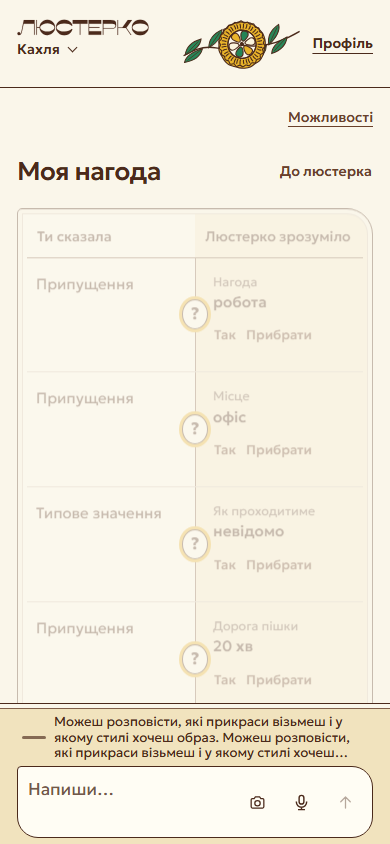 ЛЮСТЕРКО
Кахля
Профіль
Можливості
Моя нагода
До люстерка
Ти сказала
Люстерко зрозуміло
Припущення
Нагода
робота
?
Так Прибрати
Припущення
Місце
офіс
?
Так Прибрати
Типове значення
Як проходитиме
невідомо
?
Так Прибрати
Припущення
Дорога пішки
20 хв
?
Так Прибрати
Можеш розповісти, які прикраси візьмеш і у
якому стилі хочеш образ. Можеш розповісти,
які прикраси візьмеш і у якому стилі хочеш...
Напиши...